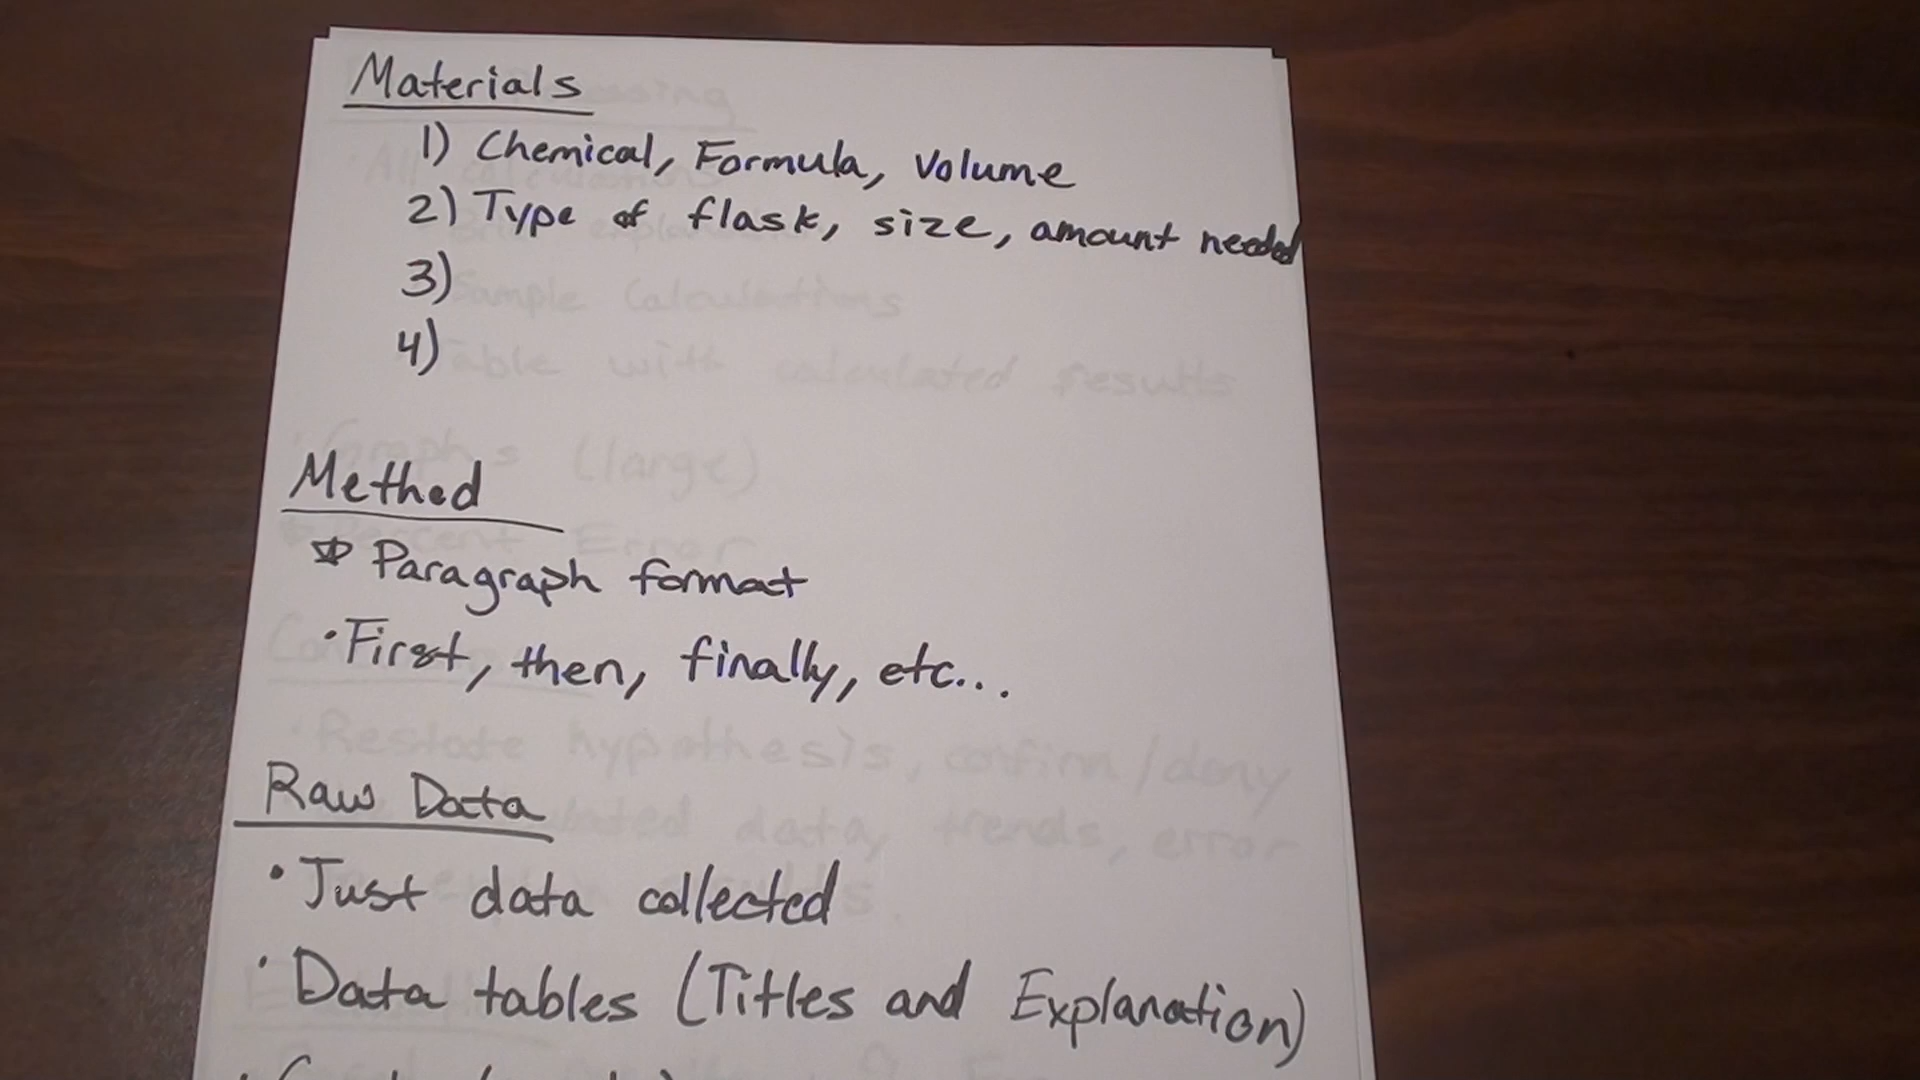 Materials
1) Chemical, Formula, Volume
2) Type of flask, size, amount needed
3)
4)
Method
Paragraph format
• First, then, finally, etc...
Raw Data
• Just data collected
• Data tables (Titles and Explanation)